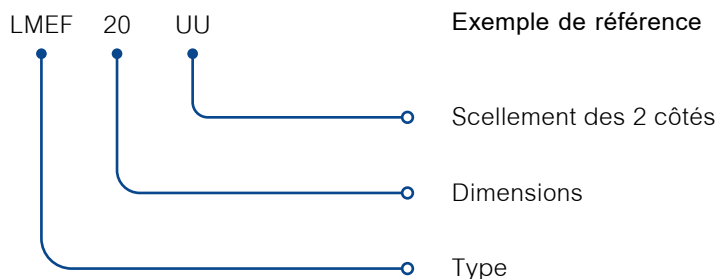 LMEF 20 UU Exemple de référence
Scellement des 2 côtés
Dimensions
Type